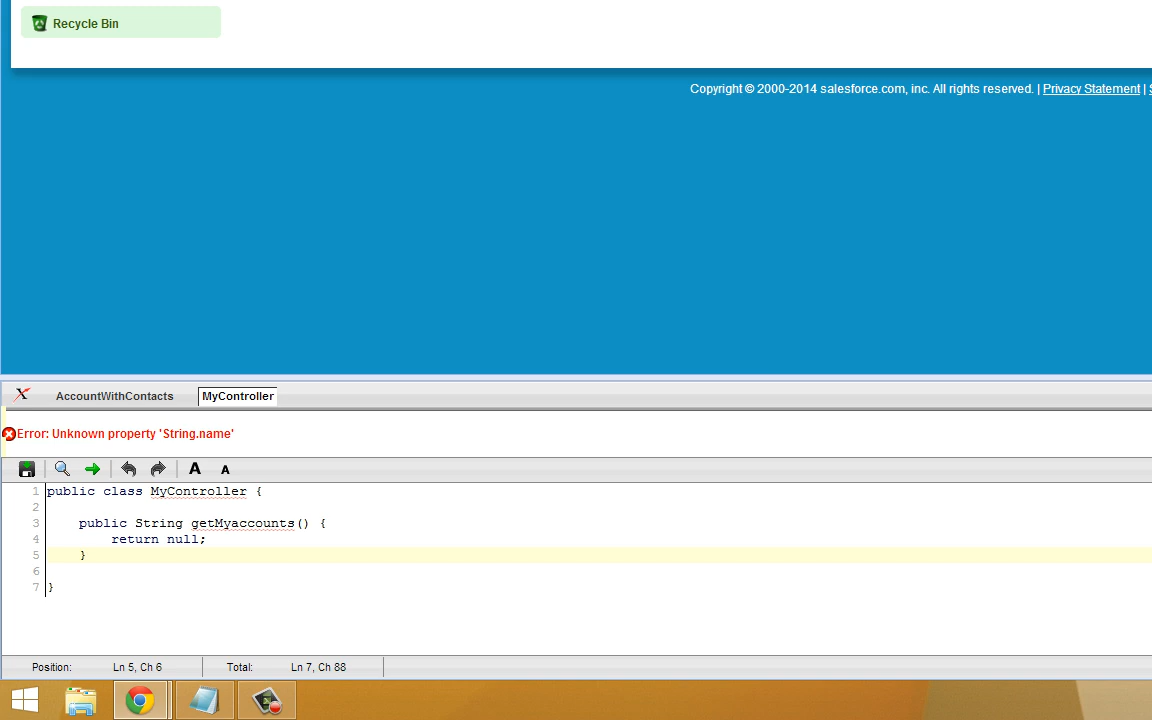 Recycle Bin
Copyright © 2000-2014 salesforce.com, inc. All rights reserved. | Privacy Statement |
X AccountWithContacts MyController
Error: Unknown property 'String.name'
A A
1 public class MyController {
2
3 public String getMyaccounts() {
4 return null;
5 }
6
7 }
Position: Ln 5, Ch 6 Total: Ln 7, Ch 88